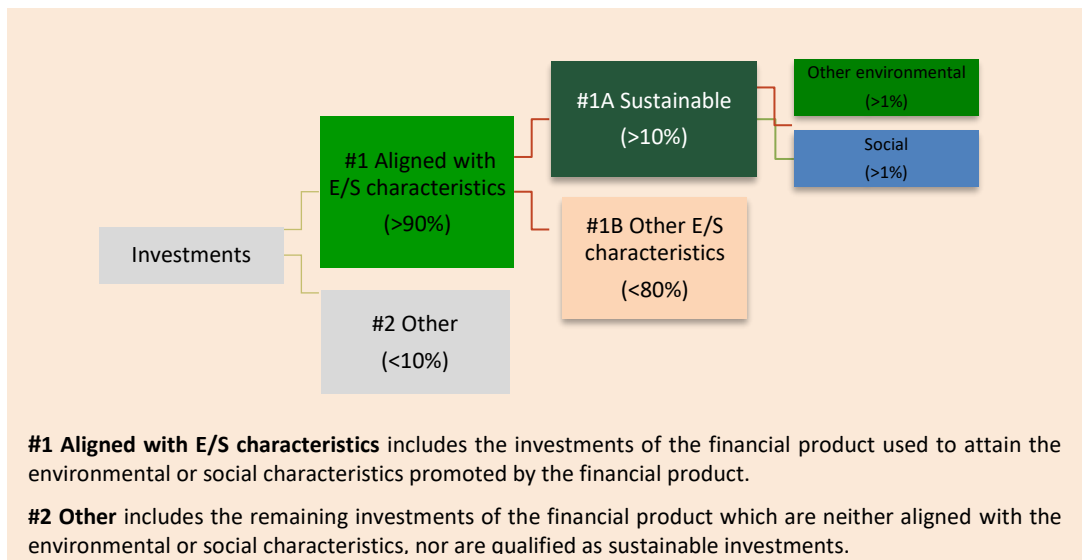 Other environmental
(>1%)
#1A Sustainable
(>10%)
Social
(>1%)
#1 Aligned with
E/S characteristics
(>90%)
#1B Other E/S
characteristics
(<80%)
Investments
#2 Other
(<10%)
#1 Aligned with E/S characteristics includes the investments of the financial product used to attain the
environmental or social characteristics promoted by the financial product.
#2 Other includes the remaining investments of the financial product which are neither aligned with the
environmental or social characteristics, nor are qualified as sustainable investments.